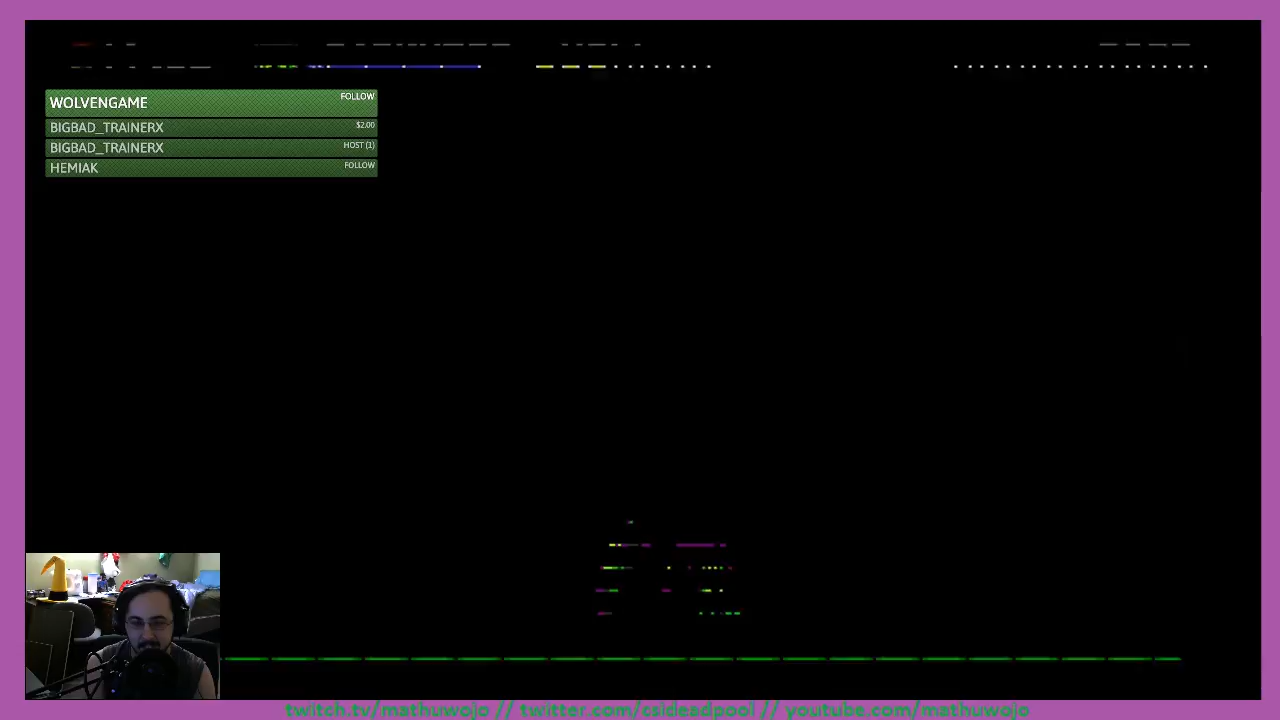 WOLVENGAME FOLLOW
BIGBAD_TRAINERX $2.00
BIGBAD_TRAINERX HOST (1)
HEMIAK FOLLOW
twitch.tv/mathuwojo // twitter.com/csideadpool // youtube.com/mathuwojo